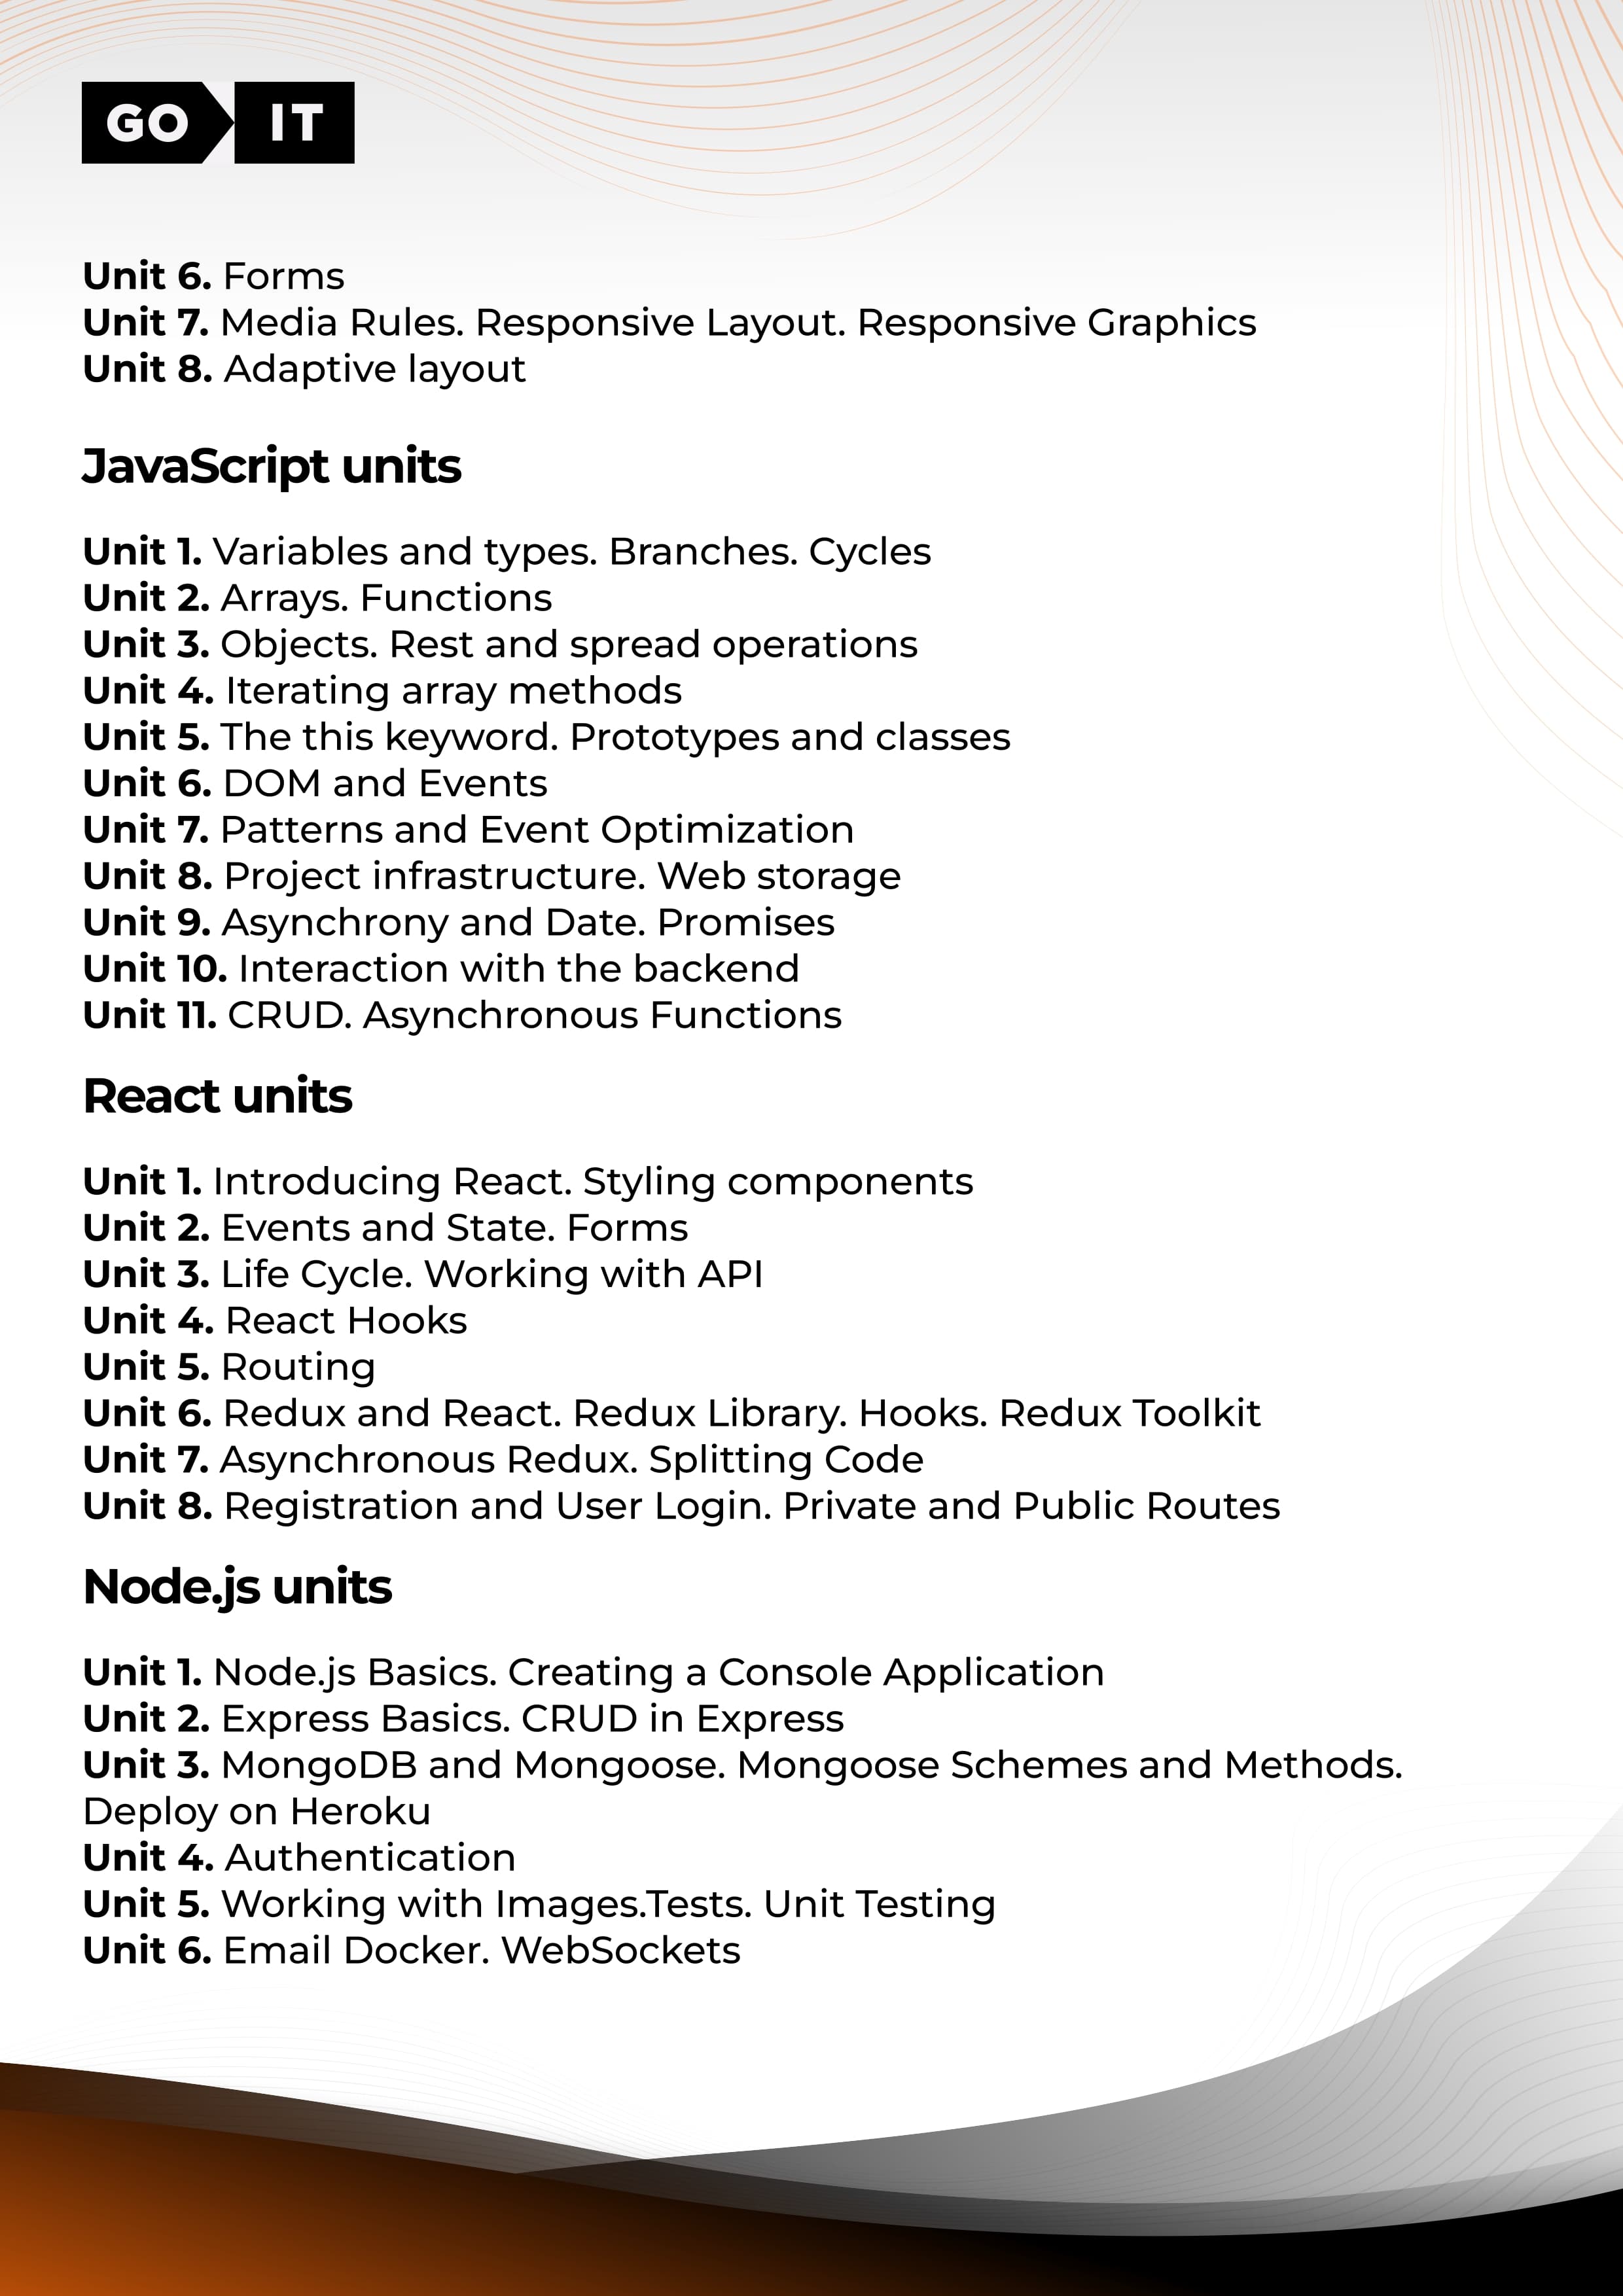 GO IT
Unit 6. Forms
Unit 7. Media Rules. Responsive Layout. Responsive Graphics
Unit 8. Adaptive layout
JavaScript units
Unit 1. Variables and types. Branches. Cycles
Unit 2. Arrays. Functions
Unit 3. Objects. Rest and spread operations
Unit 4. Iterating array methods
Unit 5. The this keyword. Prototypes and classes
Unit 6. DOM and Events
Unit 7. Patterns and Event Optimization
Unit 8. Project infrastructure. Web storage
Unit 9. Asynchrony and Date. Promises
Unit 10. Interaction with the backend
Unit 11. CRUD. Asynchronous Functions
React units
Unit 1. Introducing React. Styling components
Unit 2. Events and State. Forms
Unit 3. Life Cycle. Working with API
Unit 4. React Hooks
Unit 5. Routing
Unit 6. Redux and React. Redux Library. Hooks. Redux Toolkit
Unit 7. Asynchronous Redux. Splitting Code
Unit 8. Registration and User Login. Private and Public Routes
Node.js units
Unit 1. Node.js Basics. Creating a Console Application
Unit 2. Express Basics. CRUD in Express
Unit 3. MongoDB and Mongoose. Mongoose Schemes and Methods.
Deploy on Heroku
Unit 4. Authentication
Unit 5. Working with Images.Tests. Unit Testing
Unit 6. Email Docker. WebSockets